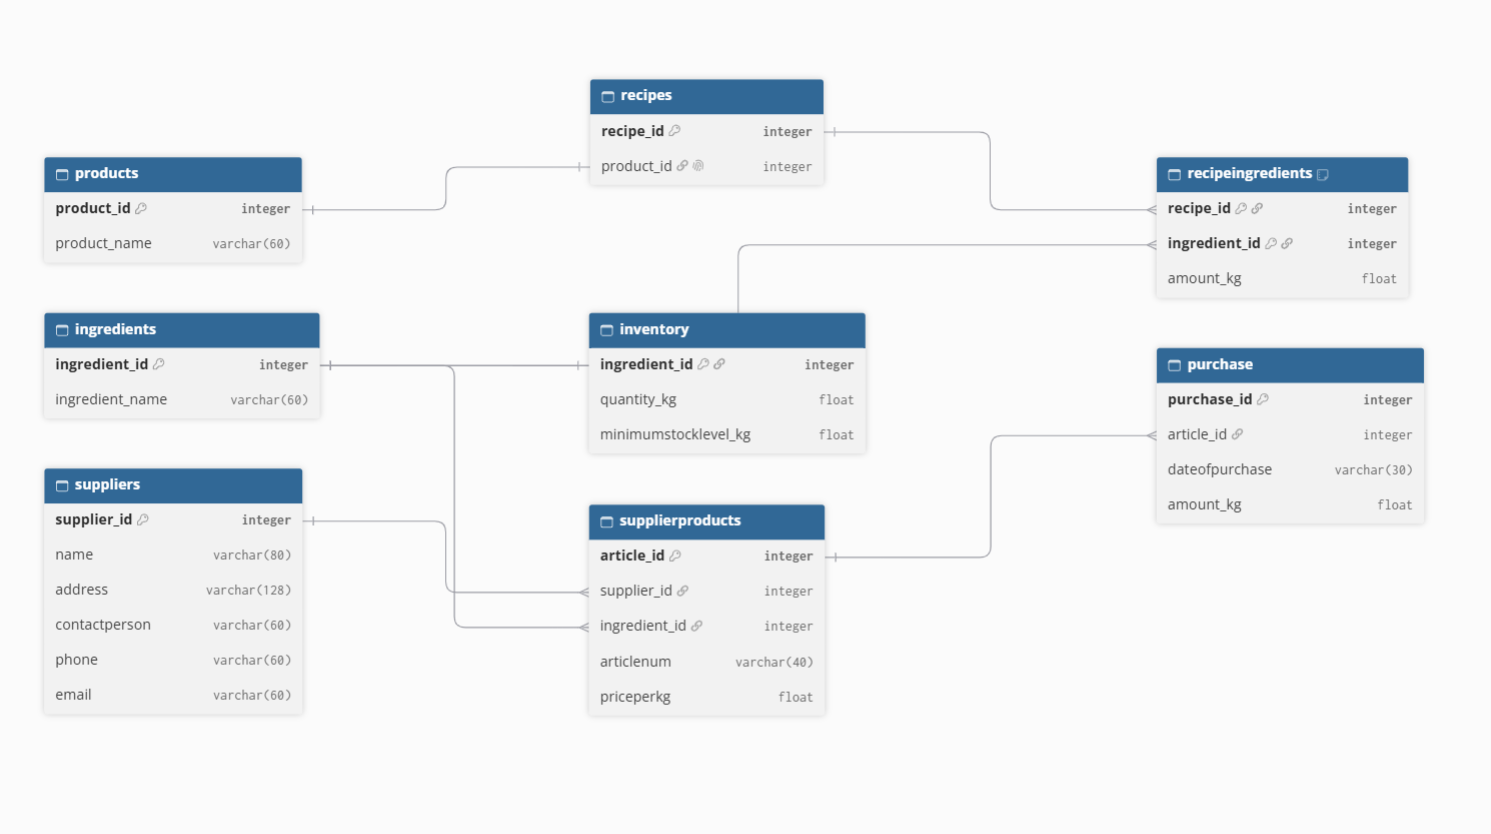 recipes
recipe_id integer
product_id integer
products
product_id integer
product_name varchar(60)
recipeingredients
recipe_id integer
ingredient_id integer
amount_kg float
ingredients
ingredient_id integer
ingredient_name varchar(60)
inventory
ingredient_id integer
quantity_kg float
minimumstocklevel_kg float
purchase
purchase_id integer
article_id integer
dateofpurchase varchar(30)
amount_kg float
suppliers
supplier_id integer
name varchar(80)
address varchar(128)
contactperson varchar(60)
phone varchar(60)
email varchar(60)
supplierproducts
article_id integer
supplier_id integer
ingredient_id integer
articlenum varchar(40)
priceperkg float